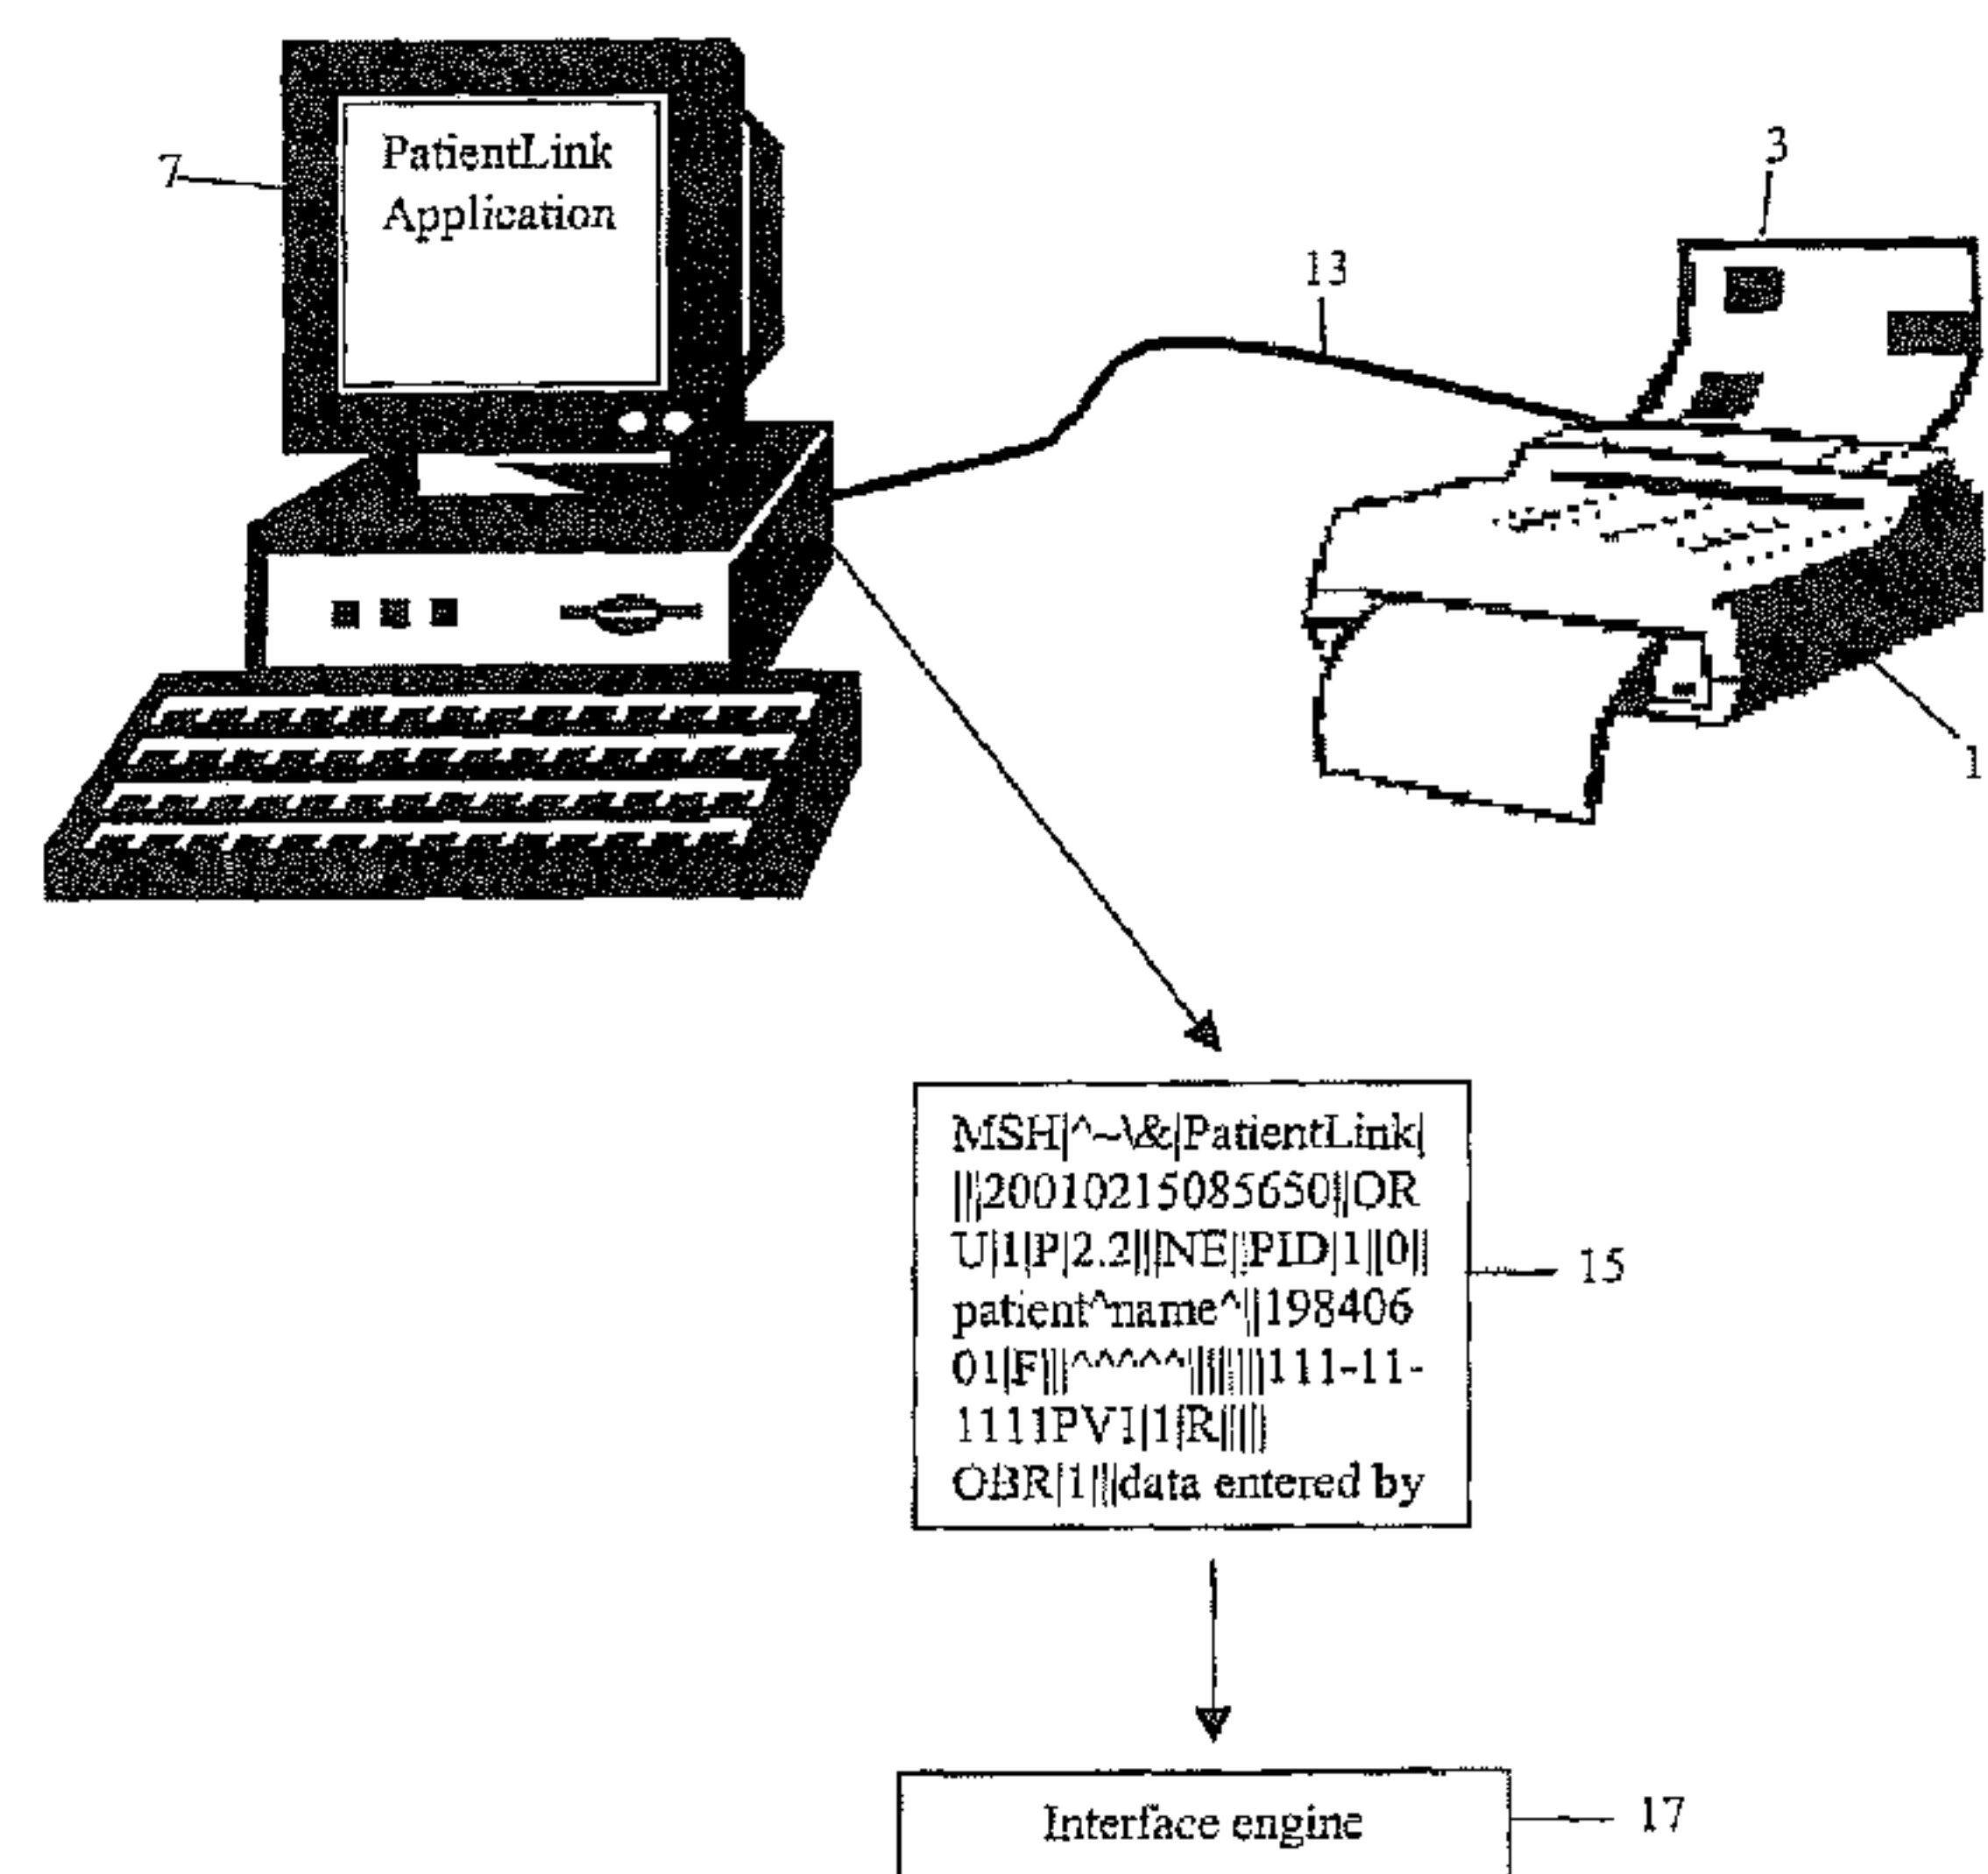 PatientLink
Application
7
3
13
1
MSH|^~\&|PatientLink|
|||20010215085650||OR
U|1|P|2.2|||NE||PID|1||0||
patient^name^||198406
01|F|||^^^^^||||||||111-11-
1111PV1|1|R|||||
OBR|1|||data entered by
15
Interface engine
17